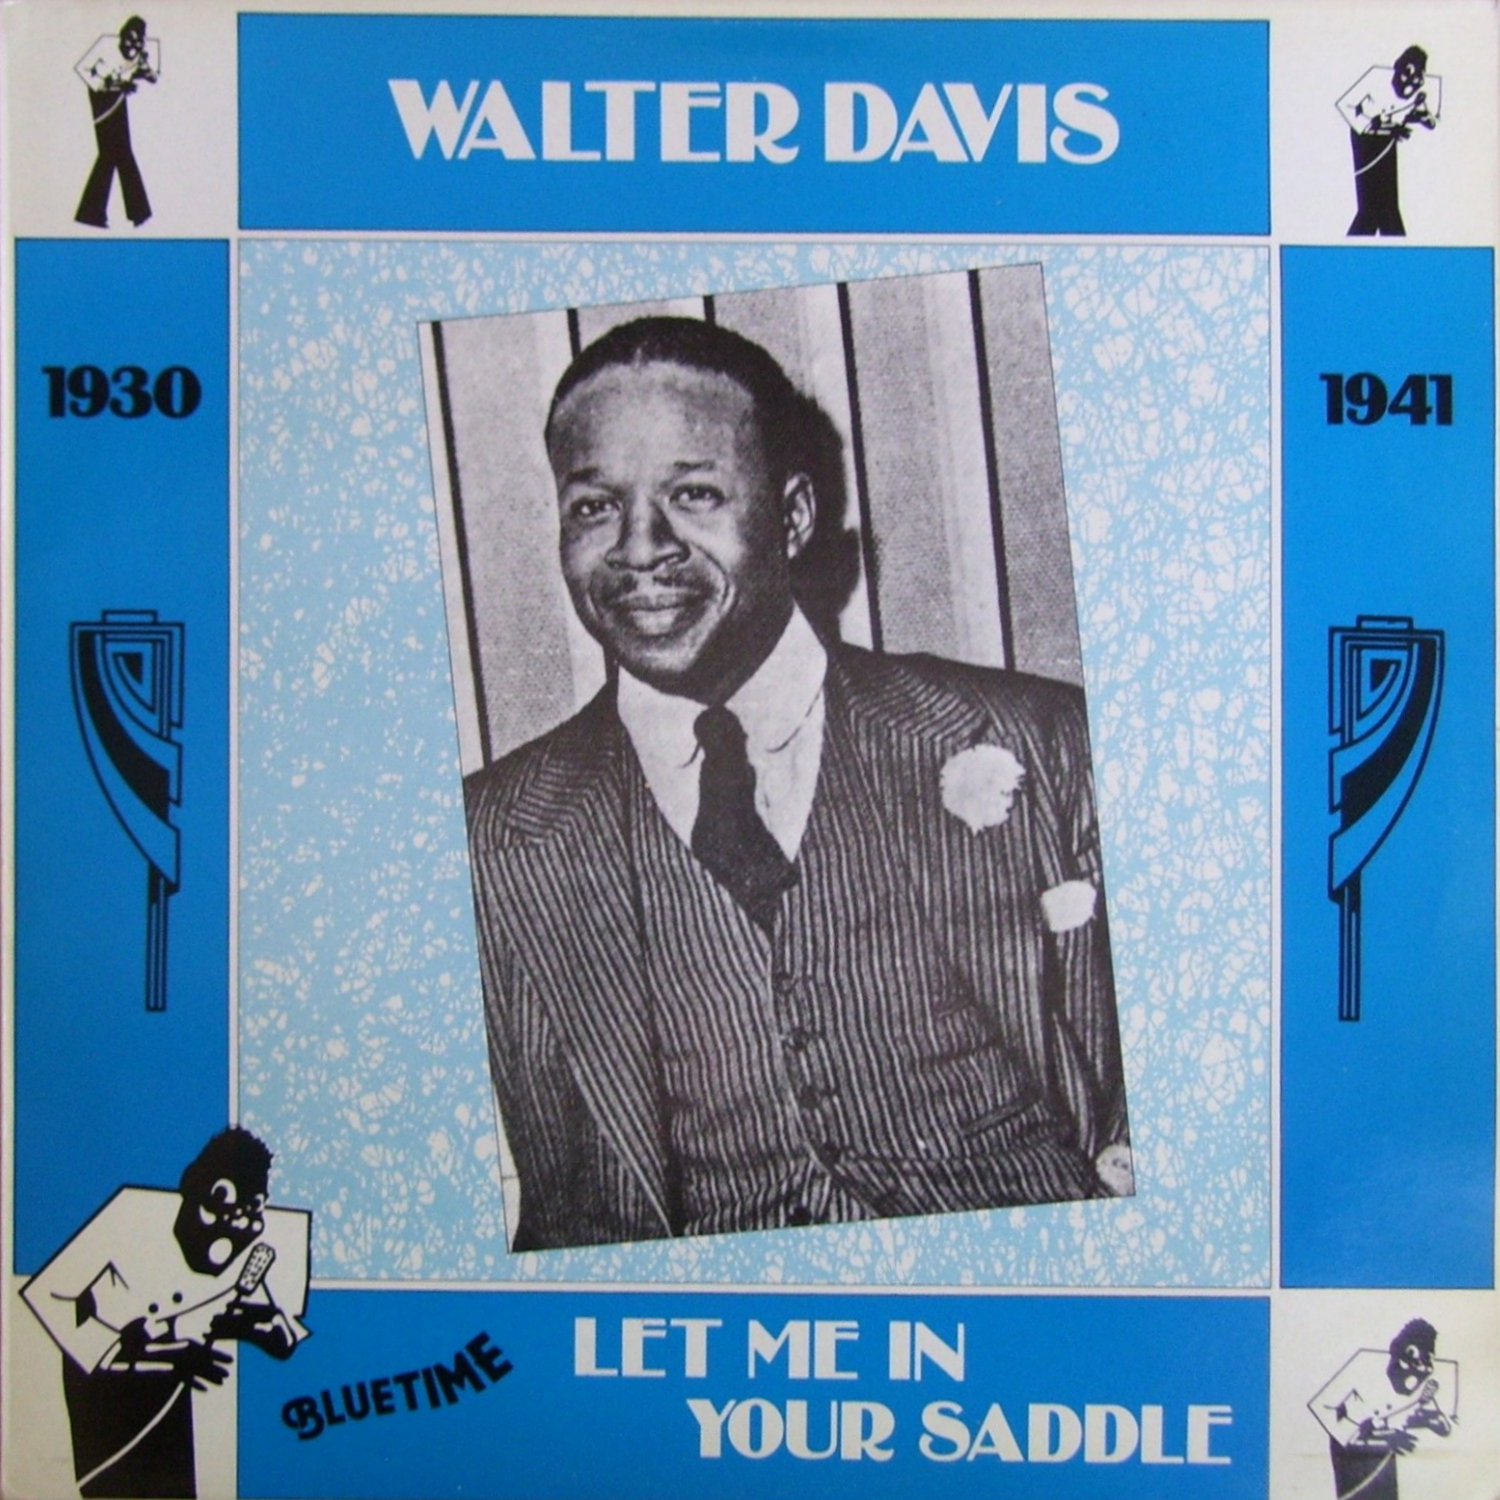 WALTER DAVIS
1930
1941
BLUETIME
LET ME IN
YOUR SADDLE